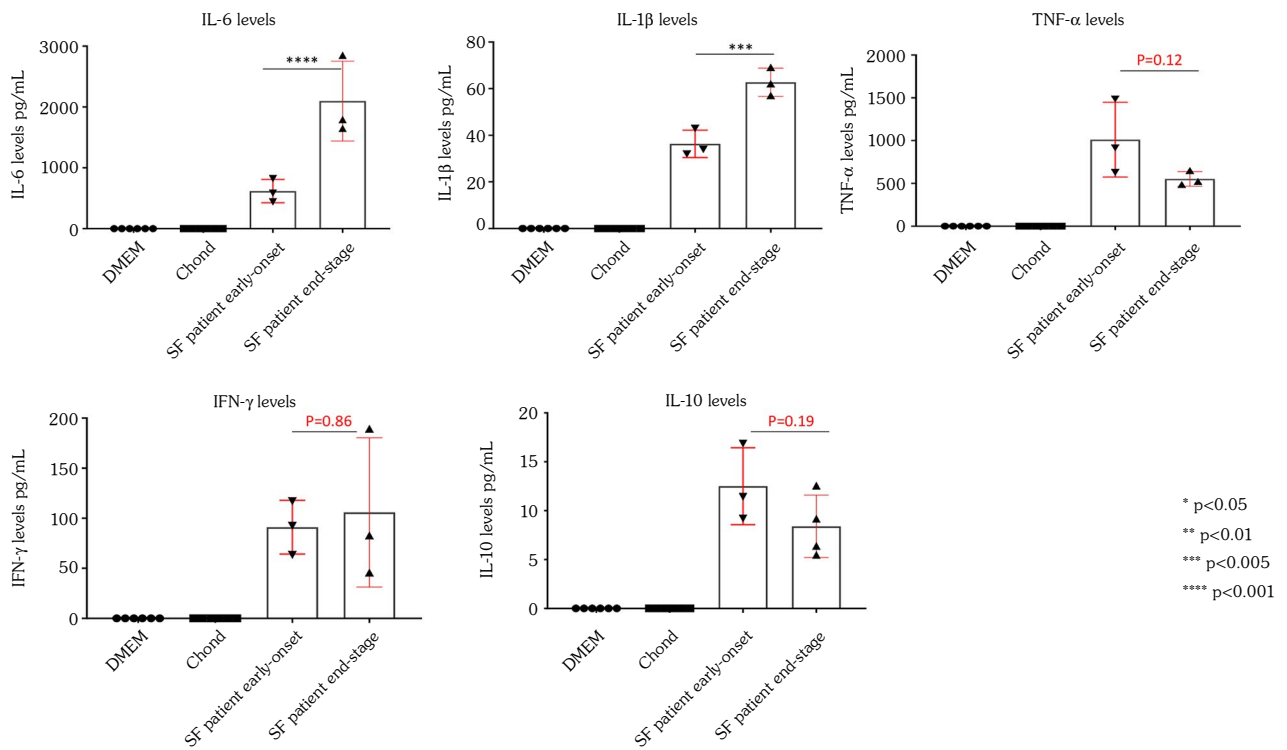 IL-6 levels
IL-6 levels pg/mL
3000
2000
1000
0
****
DMEM
Chond
SF patient early-onset
SF patient end-stage
IL-1β levels
IL-1β levels pg/mL
80
60
40
20
0
***
DMEM
Chond
SF patient early-onset
SF patient end-stage
TNF-α levels
TNF-α levels pg/mL
2000
1500
1000
500
0
P=0.12
DMEM
Chond
SF patient early-onset
SF patient end-stage
IFN-γ levels
IFN-γ levels pg/mL
200
150
100
50
0
P=0.86
DMEM
Chond
SF patient early-onset
SF patient end-stage
IL-10 levels
IL-10 levels pg/mL
20
15
10
5
0
P=0.19
DMEM
Chond
SF patient early-onset
SF patient end-stage
* p<0.05
** p<0.01
*** p<0.005
**** p<0.001